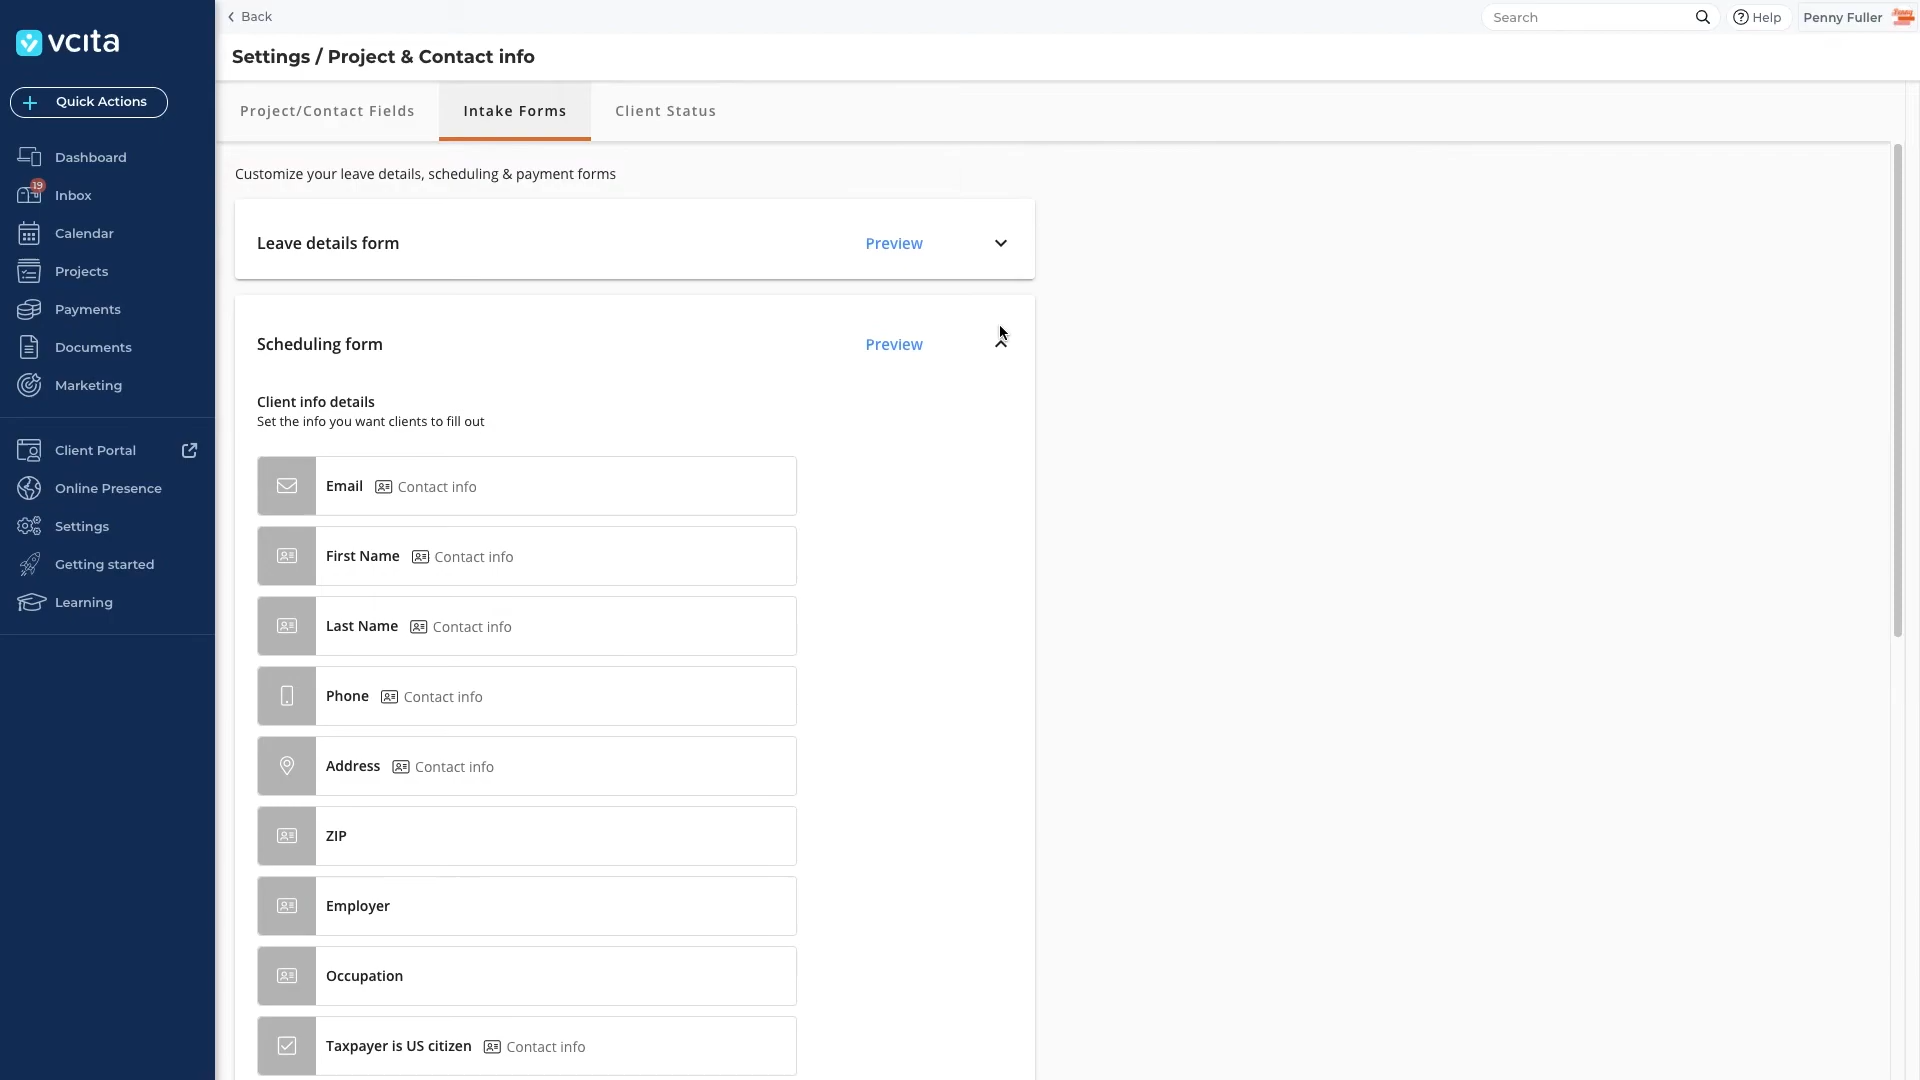 vcita
Quick Actions
Dashboard
19
Inbox
Calendar
Projects
Payments
Documents
Marketing
Client Portal
Online Presence
Settings
Getting started
Learning
Back
Search
Help
Penny Fuller
Settings / Project & Contact info
Project/Contact Fields
Intake Forms
Client Status
Customize your leave details, scheduling & payment forms
Leave details form
Preview
Scheduling form
Preview
Client info details
Set the info you want clients to fill out
Email Contact info
First Name Contact info
Last Name Contact info
Phone Contact info
Address Contact info
ZIP
Employer
Occupation
Taxpayer is US citizen Contact info